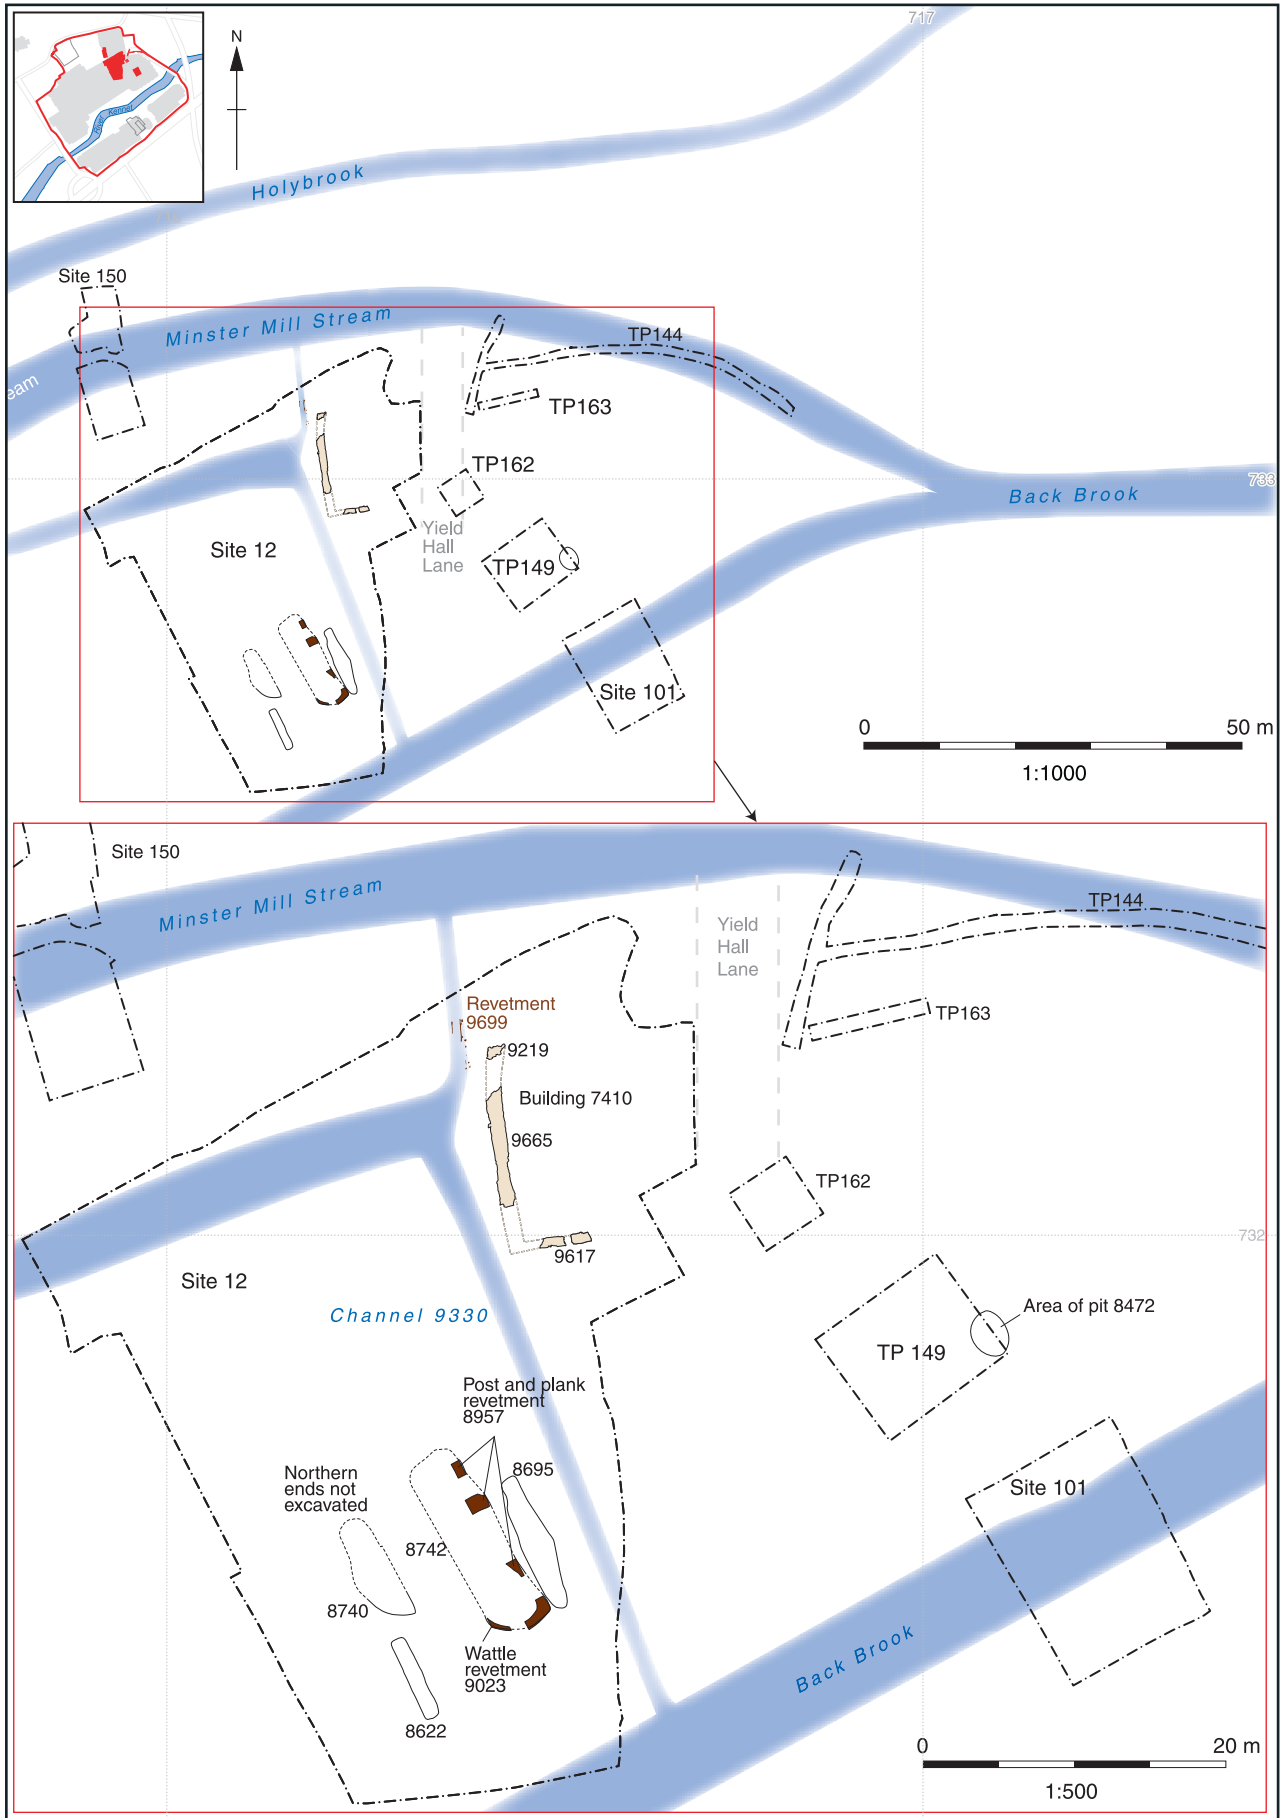 N
717
River Kennet
Holybrook
716
Site 150
Minster Mill Stream
eam
TP144
TP163
TP162
733
Back Brook
Yield
Hall
Lane
Site 12
TP149
Site 101
0 50 m
1:1000
Site 150
Minster Mill Stream
TP144
Yield
Hall
Lane
Revetment
9699
TP163
9219
Building 7410
9665
TP162
9617
732
Site 12
Channel 9330
Area of pit 8472
TP 149
Post and plank
revetment
8957
8695
Northern
ends not
excavated
Site 101
8742
8740
Wattle
revetment
9023
Back Brook
8622
0 20 m
1:500